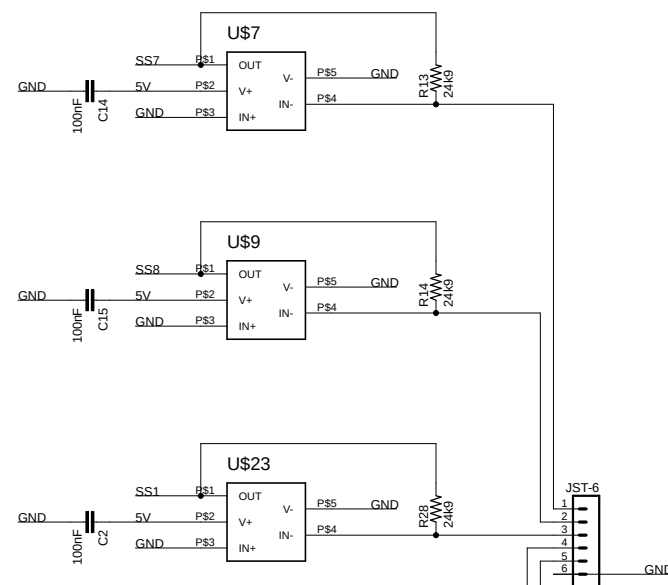 U$7
SS7 P$1 OUT
V- P$5 GND
GND 5V P$2 V+
R13 24k9
IN- P$4
GND P$3 IN+
100nF C14
U$9
SS8 P$1 OUT
V- P$5 GND
GND 5V P$2 V+
R14 24k9
IN- P$4
GND P$3 IN+
100nF C15
U$23
SS1 P$1 OUT
V- P$5 GND
GND 5V P$2 V+
R28 24k9
IN- P$4
GND P$3 IN+
100nF C2
JST-6
1
2
3
4
5
6 GND